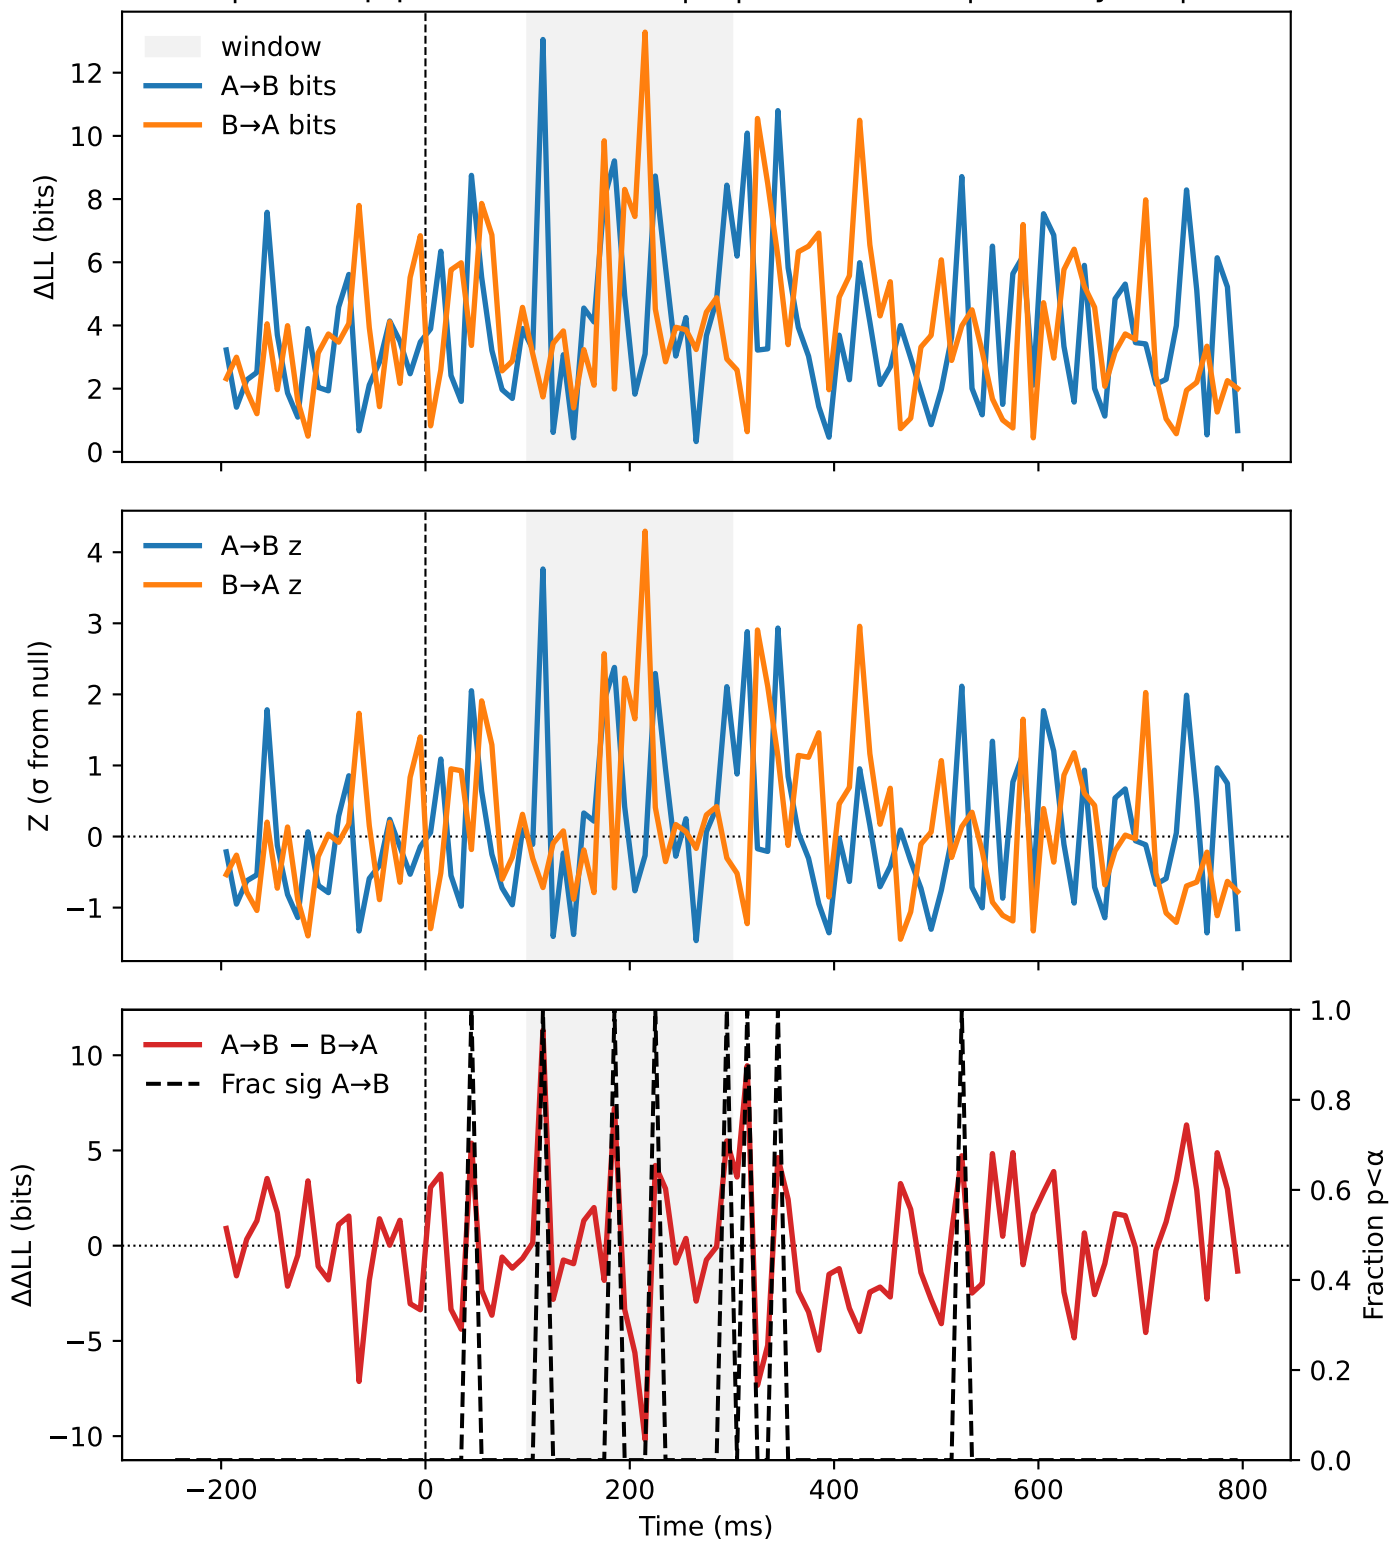 window
A→B bits
B→A bits
12
10
8
6
4
2
0
ΔLL (bits)
A→B z
B→A z
4
3
2
1
0
−1
Z (σ from null)
A→B − B→A
Frac sig A→B
10
5
0
−5
−10
ΔΔLL (bits)
1.0
0.8
0.6
0.4
0.2
0.0
Fraction p<α
−200
0
200
400
600
800
Time (ms)